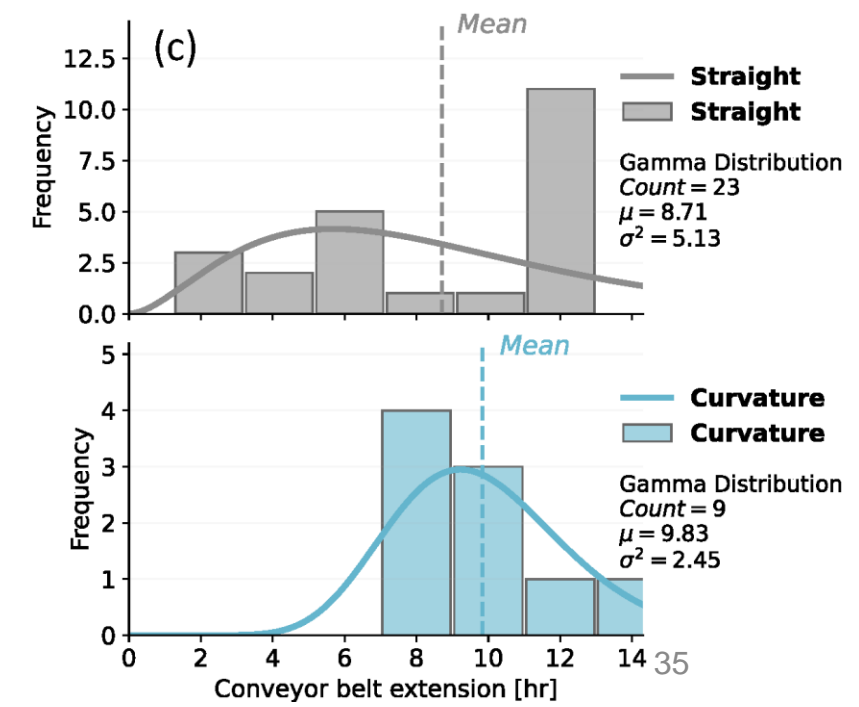 (c)
Mean
Frequency
12.5
10.0
7.5
5.0
2.5
0.0
Straight
Straight
Gamma Distribution
Count = 23
μ = 8.71
σ² = 5.13
Mean
Frequency
5
4
3
2
1
0
Curvature
Curvature
Gamma Distribution
Count = 9
μ = 9.83
σ² = 2.45
0 2 4 6 8 10 12 14 35
Conveyor belt extension [hr]